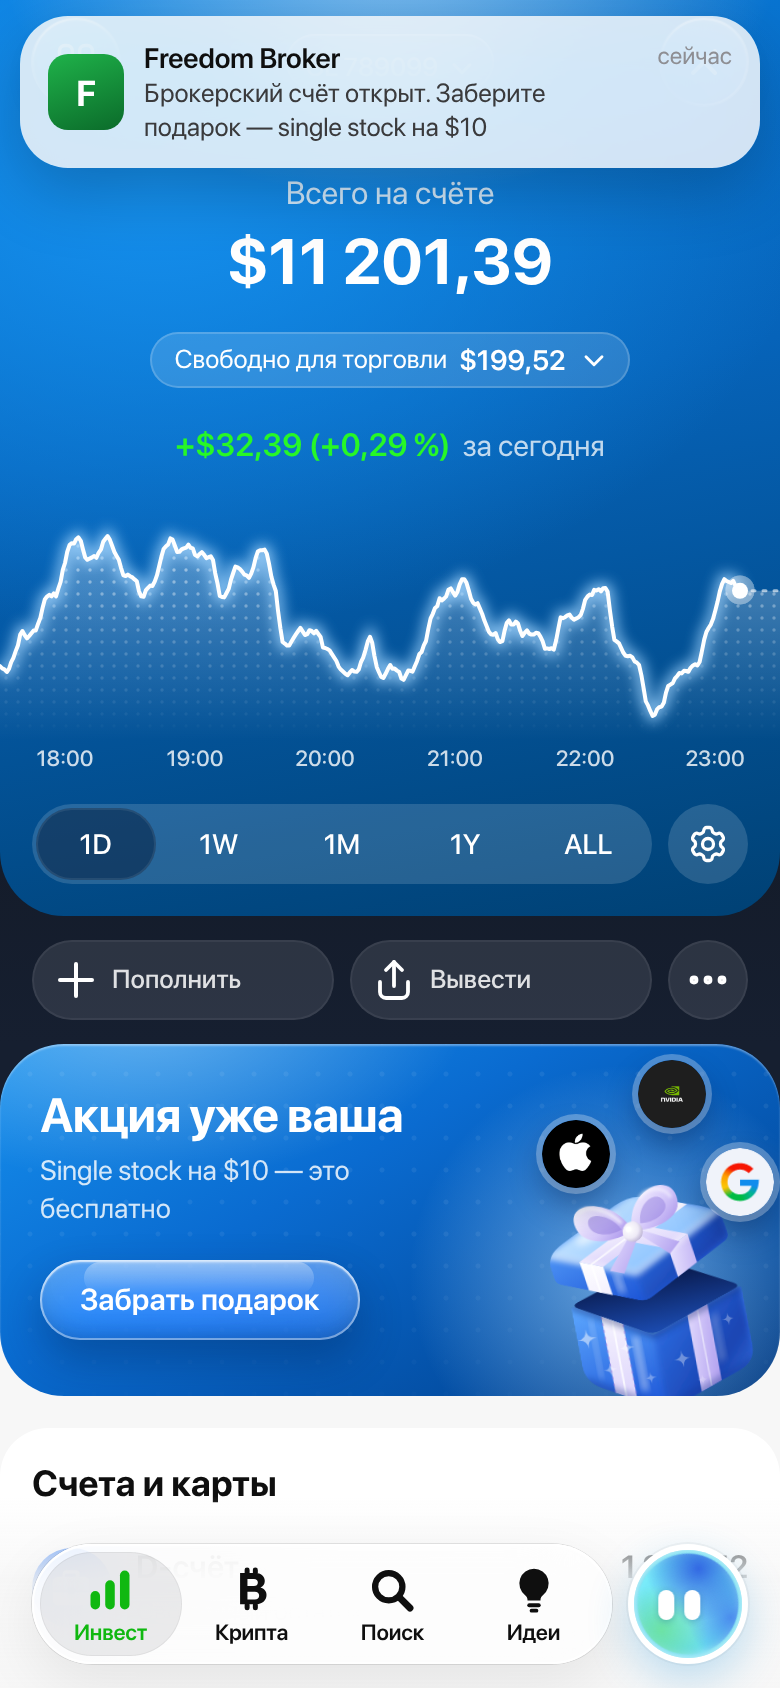 Freedom Broker
сейчас
F
Брокерский счёт открыт. Заберите
подарок — single stock на $10
Всего на счёте
$11 201,39
Свободно для торговли $199,52
+$32,39 (+0,29 %) за сегодня
18:00 19:00 20:00 21:00 22:00 23:00
1D 1W 1M 1Y ALL
Пополнить
Вывести
Акция уже ваша
NVIDIA
Single stock на $10 — это
бесплатно
Забрать подарок
Счета и карты
D-счёт
Инвест
Крипта
Поиск
Идеи